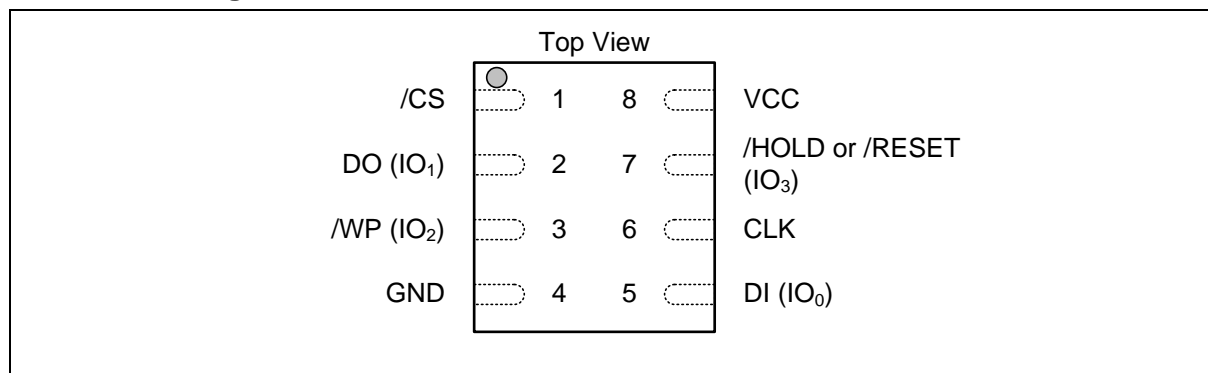 Top View
/CS 1 8 VCC
DO (IO₁) 2 7 /HOLD or /RESET
(IO₃)
/WP (IO₂) 3 6 CLK
GND 4 5 DI (IO₀)